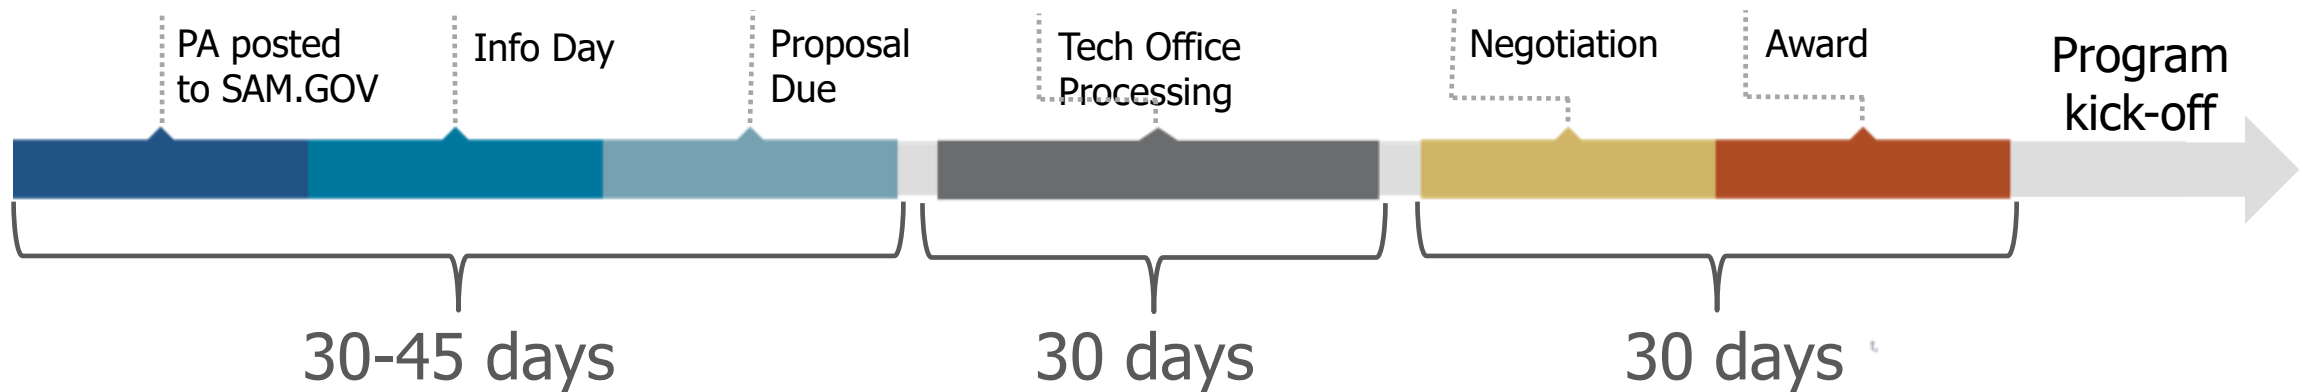 PA posted
to SAM.GOV
Info Day
Proposal
Due
Tech Office
Processing
Negotiation
Award
Program
kick-off
30-45 days
30 days
30 days